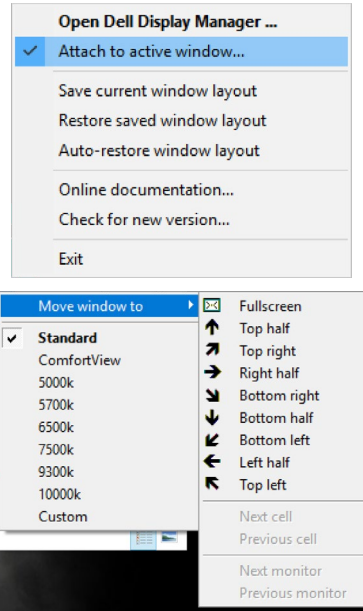 Open Dell Display Manager ...
Attach to active window...
Save current window layout
Restore saved window layout
Auto-restore window layout
Online documentation...
Check for new version...
Exit
Move window to
Standard
ComfortView
5000k
5700k
6500k
7500k
9300k
10000k
Custom
Fullscreen
Top half
Top right
Right half
Bottom right
Bottom half
Bottom left
Left half
Top left
Next cell
Previous cell
Next monitor
Previous monitor